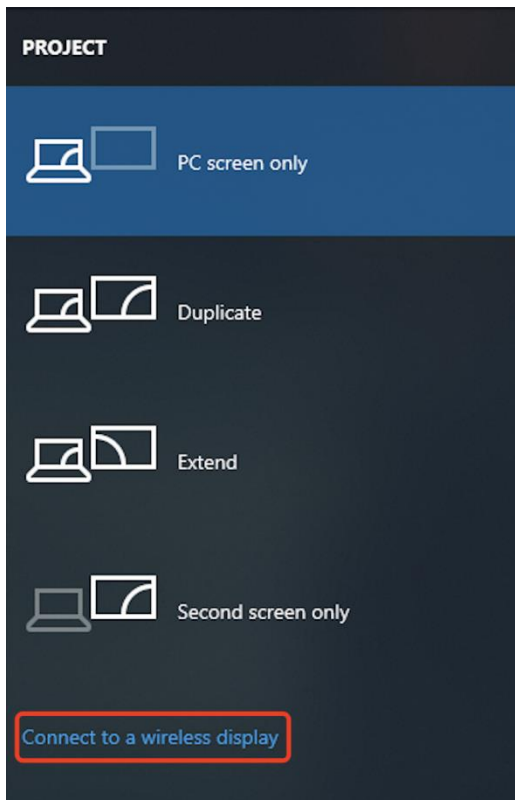 PROJECT
PC screen only
Duplicate
Extend
Second screen only
Connect to a wireless display